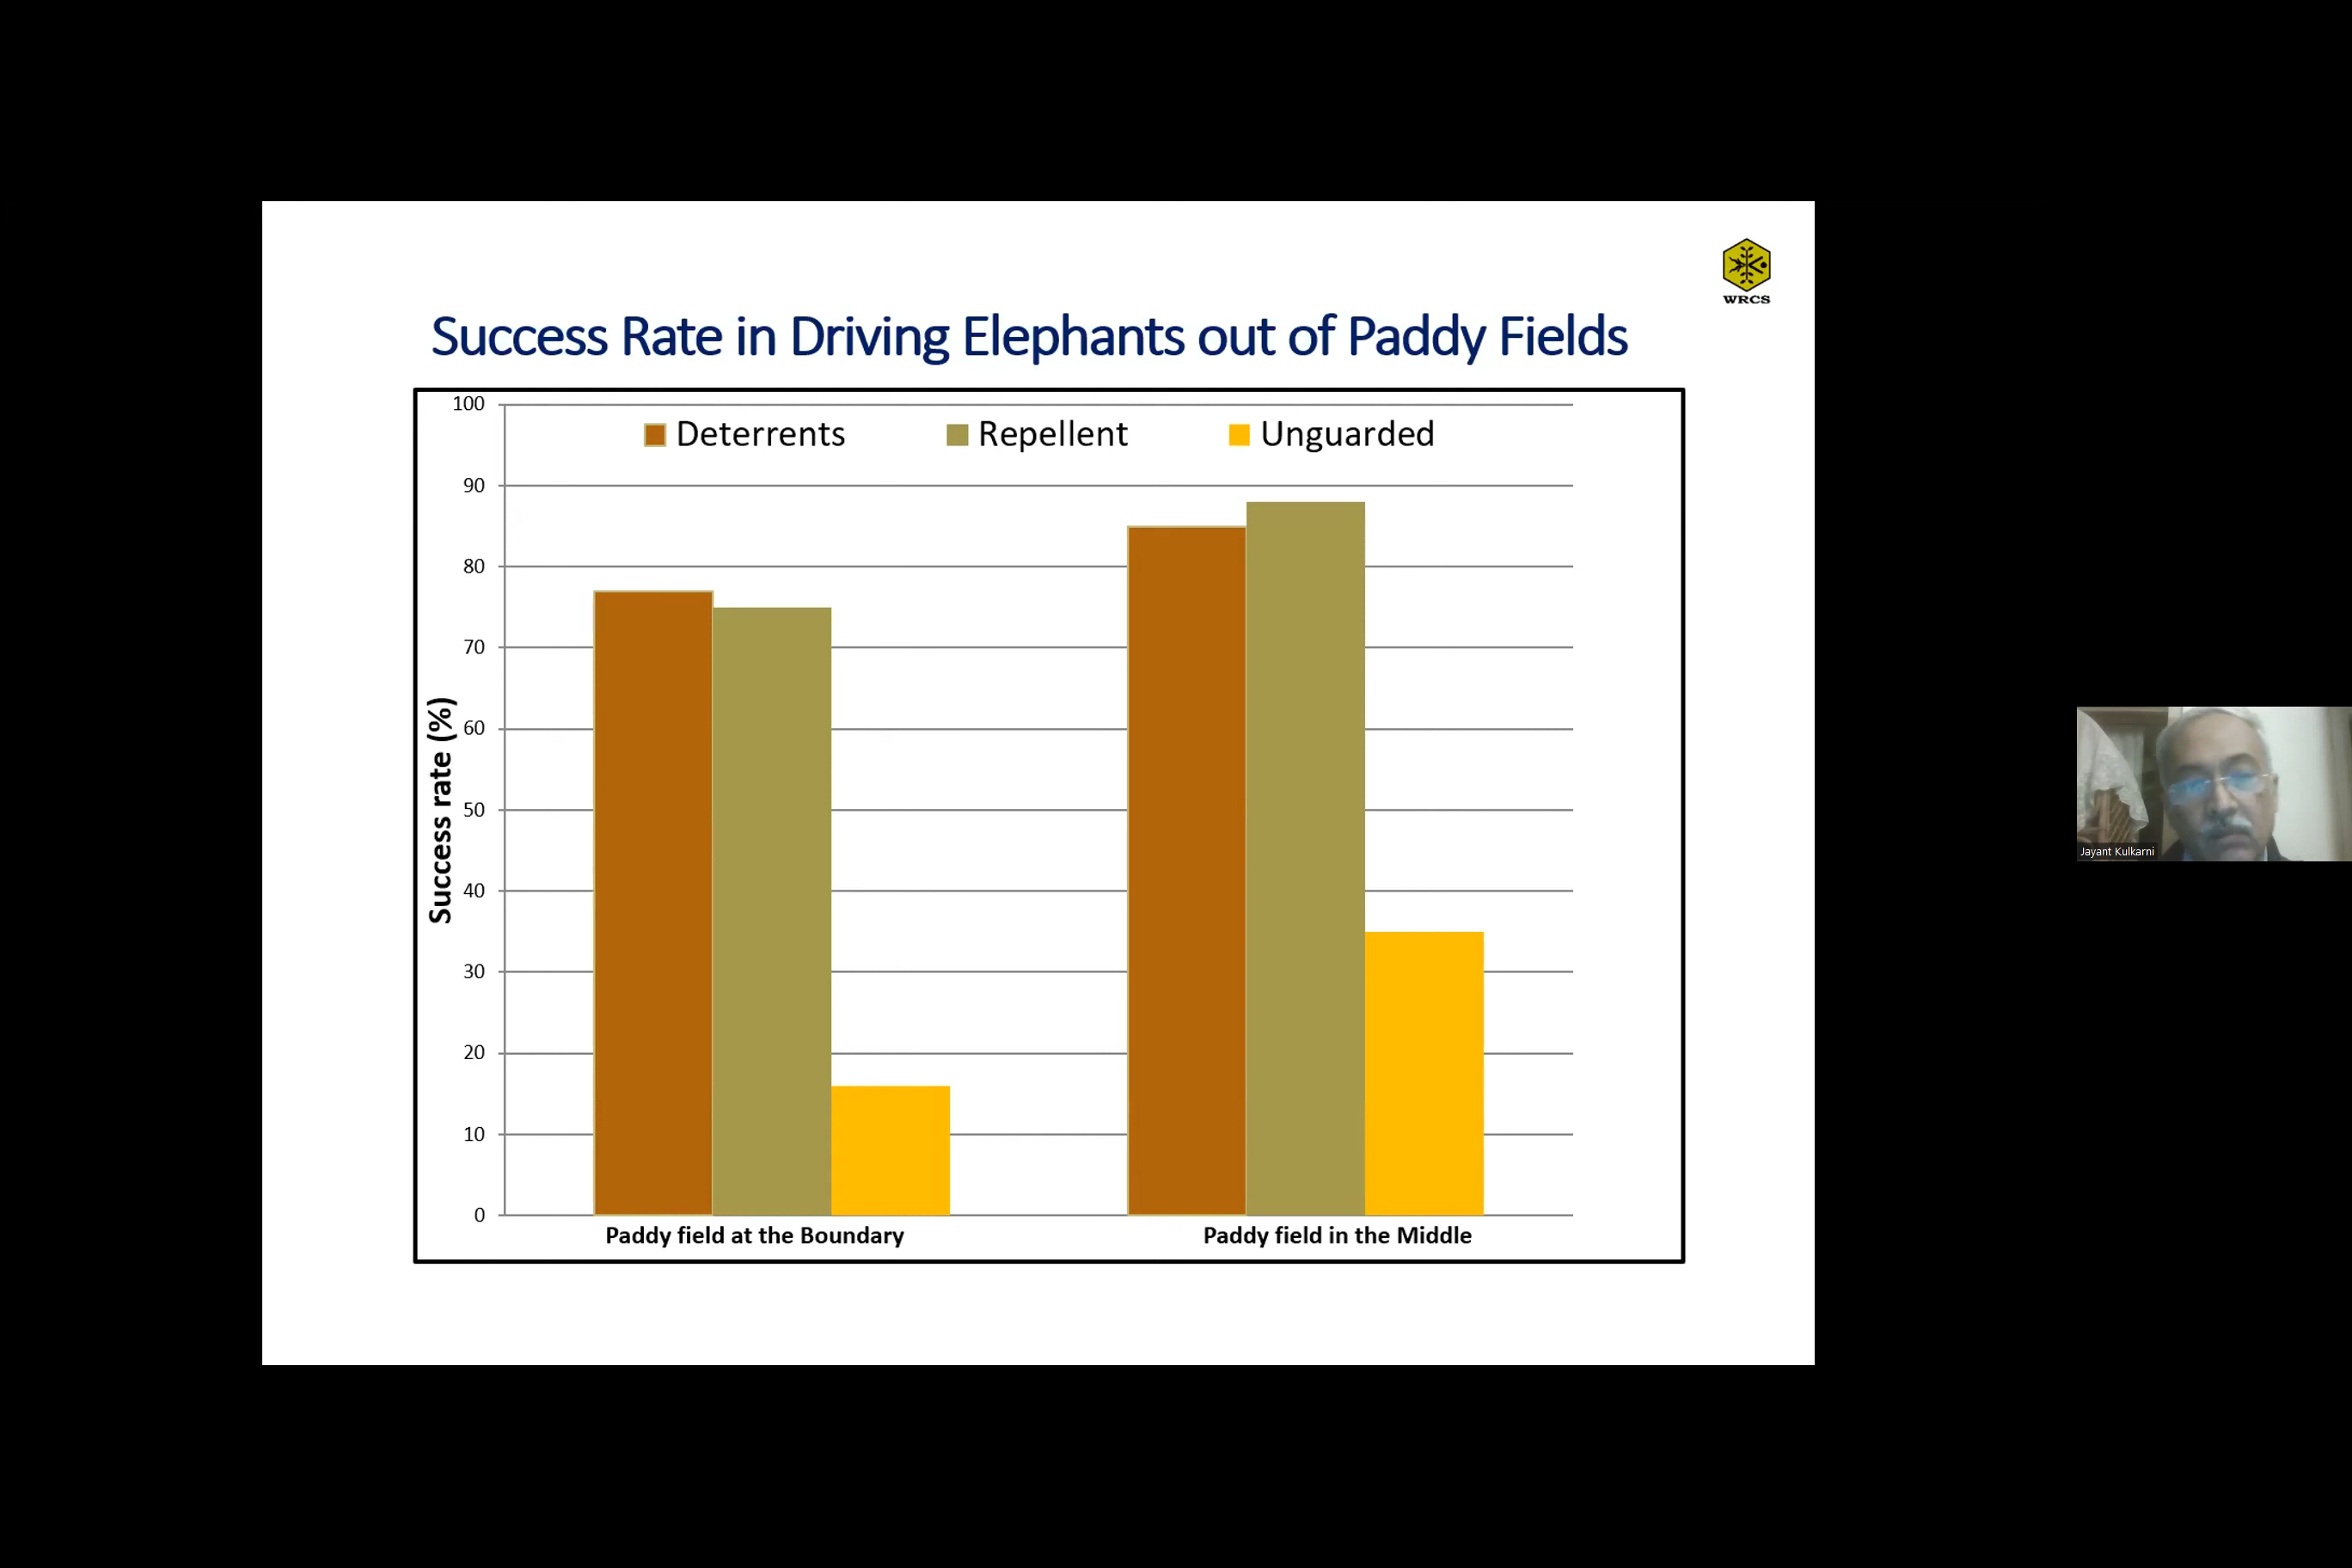 WRCS
Success Rate in Driving Elephants out of Paddy Fields
Deterrents Repellent Unguarded
Success rate (%)
100
90
80
70
60
50
40
30
20
10
0
Paddy field at the Boundary Paddy field in the Middle
Jayant Kulkarni